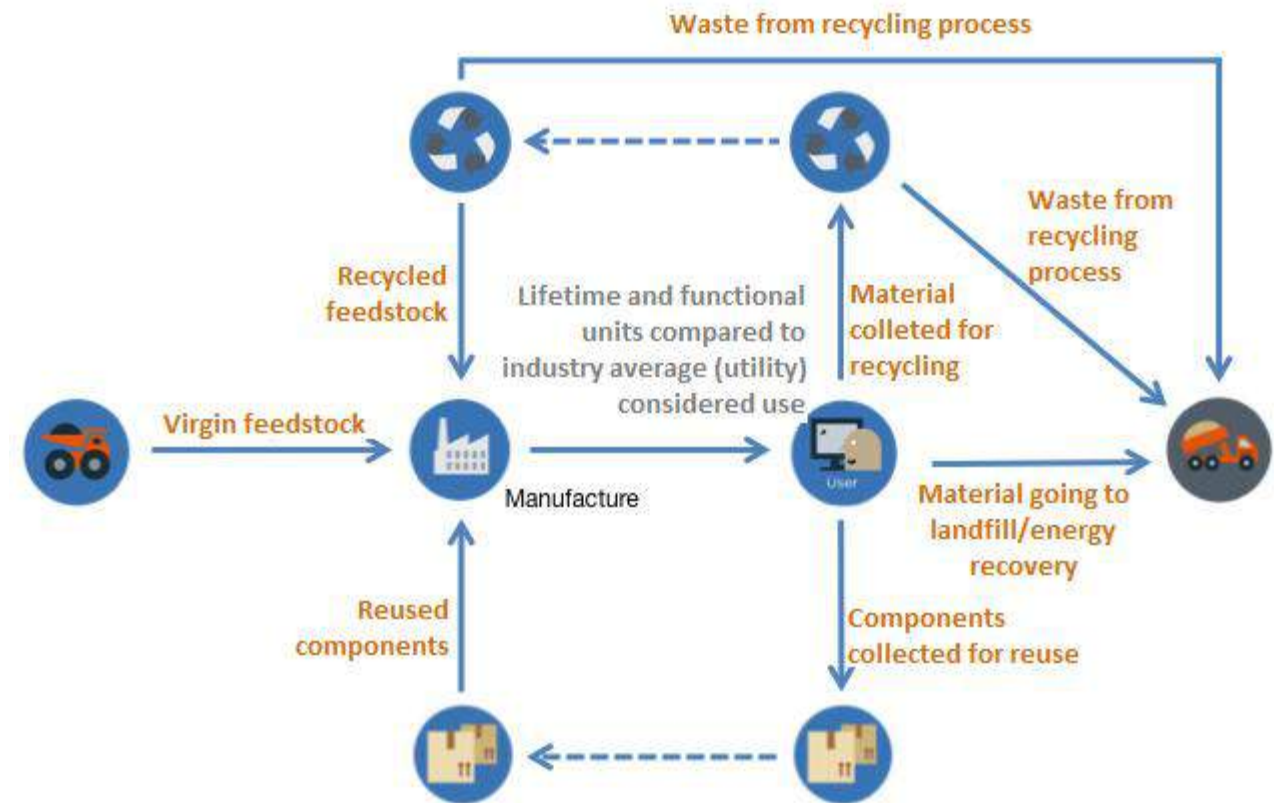 Waste from recycling process
Waste from
recycling
process
Recycled
feedstock
Lifetime and functional
units compared to
industry average (utility)
considered use
Material
colleted for
recycling
Virgin feedstock
Manufacture
User
Material going to
landfill/energy
recovery
Reused
components
Components
collected for reuse